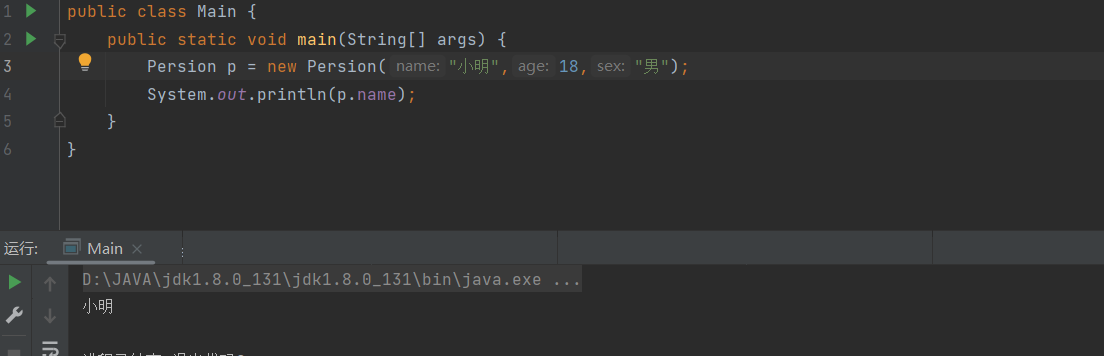 1 public class Main {
2 public static void main(String[] args) {
3 Persion p = new Persion( name: "小明", age: 18, sex: "男");
4 System.out.println(p.name);
5 }
6 }
运行: Main ×
D:\JAVA\jdk1.8.0_131\jdk1.8.0_131\bin\java.exe ...
小明